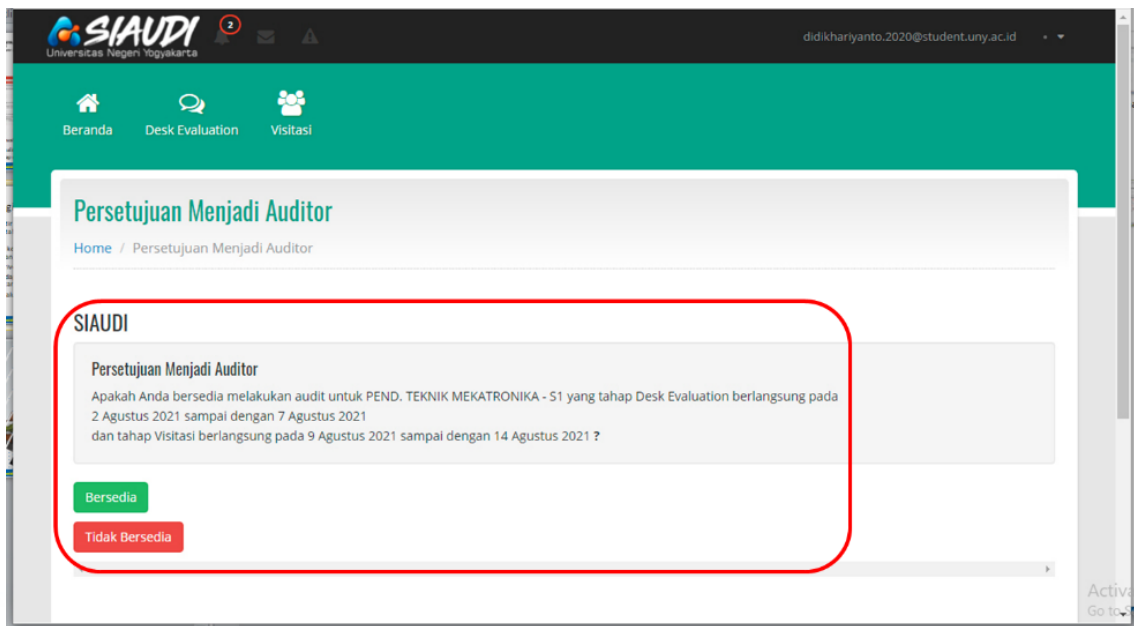 SIAUDI
Universitas Negeri Yogyakarta
2
didikhariyanto.2020@student.uny.ac.id
Beranda
Desk Evaluation
Visitasi
Persetujuan Menjadi Auditor
Home / Persetujuan Menjadi Auditor
SIAUDI
Persetujuan Menjadi Auditor
Apakah Anda bersedia melakukan audit untuk PEND. TEKNIK MEKATRONIKA - S1 yang tahap Desk Evaluation berlangsung pada
2 Agustus 2021 sampai dengan 7 Agustus 2021
dan tahap Visitasi berlangsung pada 9 Agustus 2021 sampai dengan 14 Agustus 2021 ?
Bersedia
Tidak Bersedia
Go to